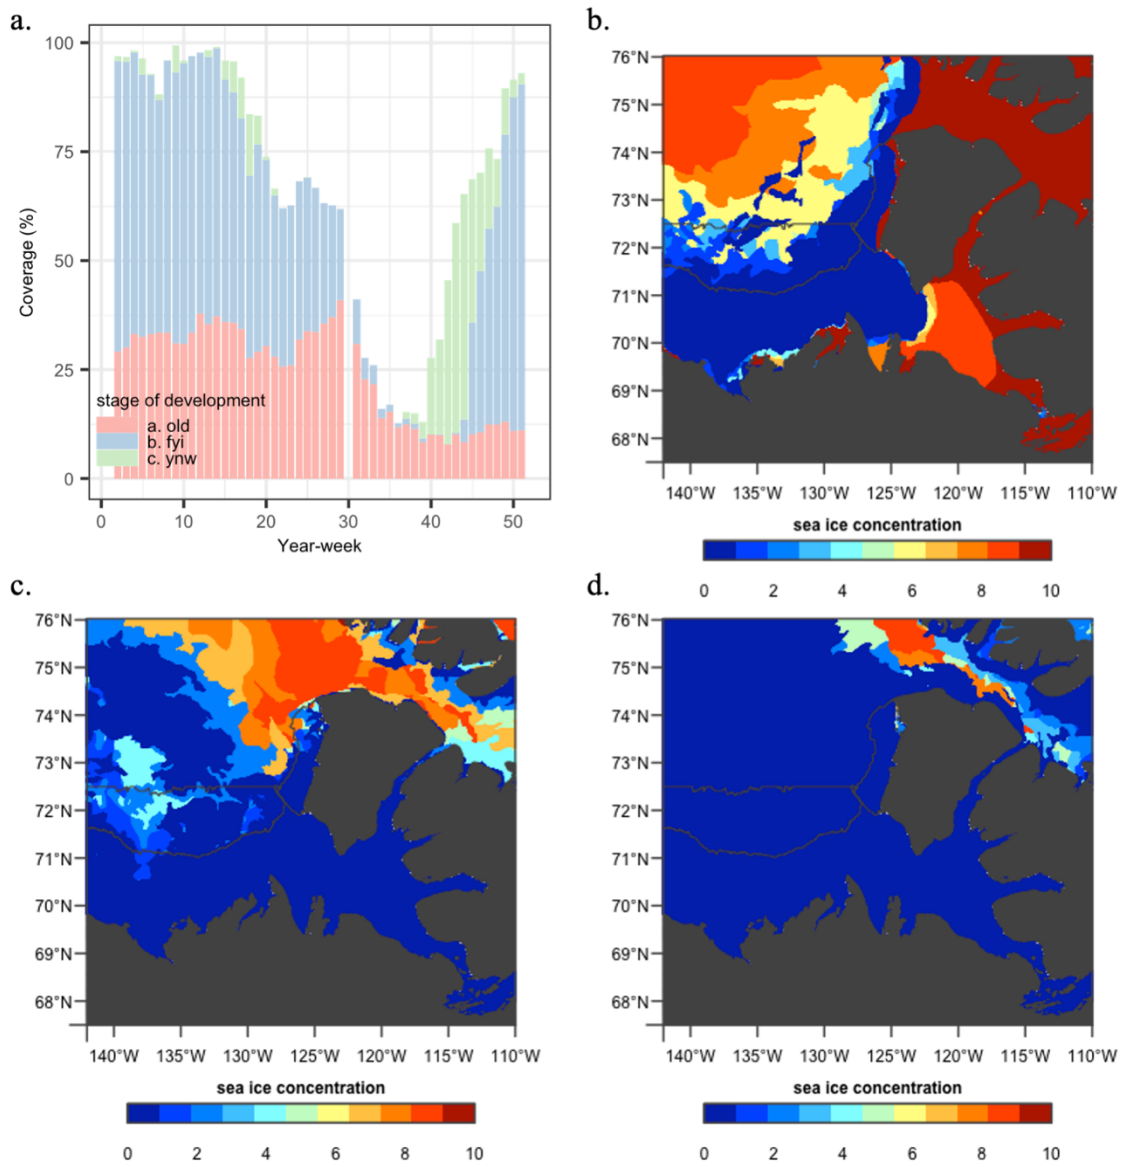 a.
100
75
50
25
0
Coverage (%)
stage of development
a. old
b. fyi
c. ynw
0 10 20 30 40 50
Year-week
b.
76°N
75°N
74°N
73°N
72°N
71°N
70°N
69°N
68°N
140°W 135°W 130°W 125°W 120°W 115°W 110°W
sea ice concentration
0 2 4 6 8 10
c.
76°N
75°N
74°N
73°N
72°N
71°N
70°N
69°N
68°N
140°W 135°W 130°W 125°W 120°W 115°W 110°W
sea ice concentration
0 2 4 6 8 10
d.
76°N
75°N
74°N
73°N
72°N
71°N
70°N
69°N
68°N
140°W 135°W 130°W 125°W 120°W 115°W 110°W
sea ice concentration
0 2 4 6 8 10